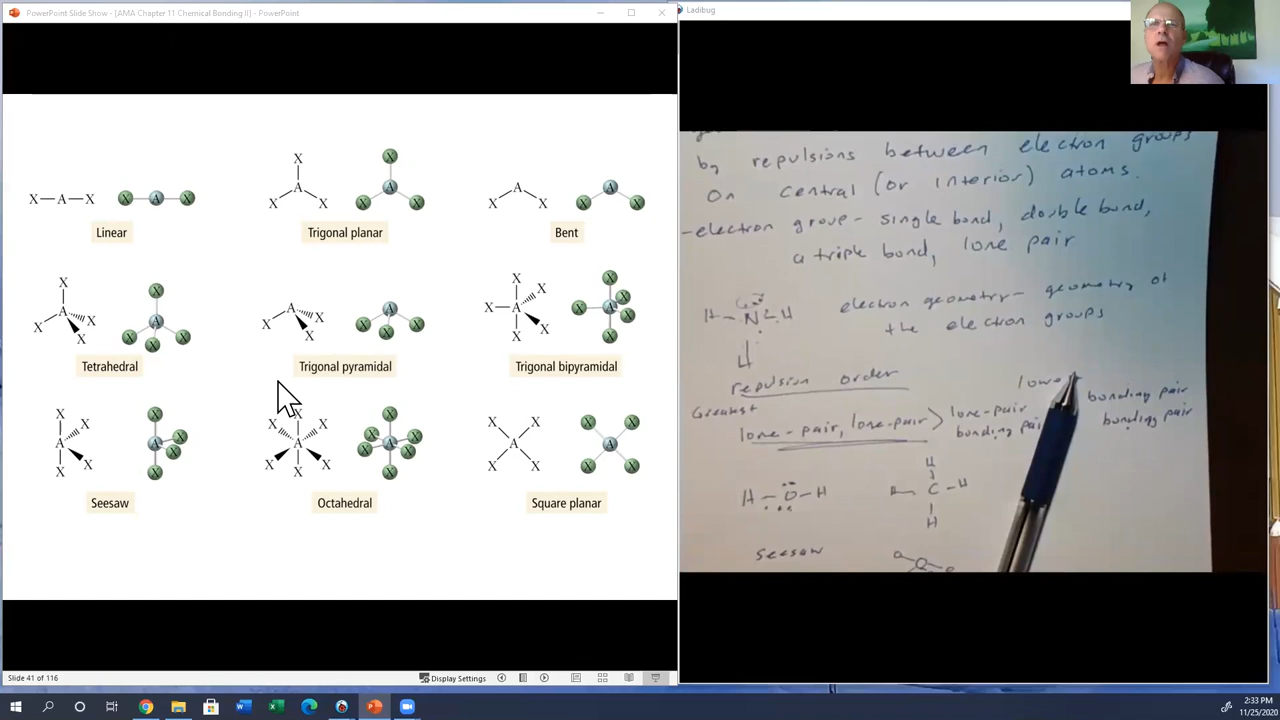 PowerPoint Slide Show - [AMA Chapter 11 Chemical Bonding II] - PowerPoint
Ladibug
X — A — X
X A X
Linear
X
A
X X
X
A
X X
Trigonal planar
A
X X
A
X X
Bent
X
A
X X
X
X
A
X X X
Tetrahedral
A
X X
X
A
X X X
Trigonal pyramidal
X
X
X A
X
X
X
X
X A X
X
X
Trigonal bipyramidal
X
X
A
X
X
X
A X
X
X
Seesaw
X
X X
A
X X
X
X
X X
A
X X
X
Octahedral
X X
A
X X
X X
A
X X
Square planar
by repulsions between electron groups
on central (or interior) atoms.
- electron group - single bond, double bond,
a triple bond, lone pair
H - N - H
H
electron geometry - geometry of
the electron groups
repulsion order
Greatest
lone-pair, lone-pair > lone-pair
bonding
bonding pair
bonding pair
H - O - H
H
C - H
H
seesaw
Slide 41 of 116
Display Settings
2:33 PM
11/25/2020